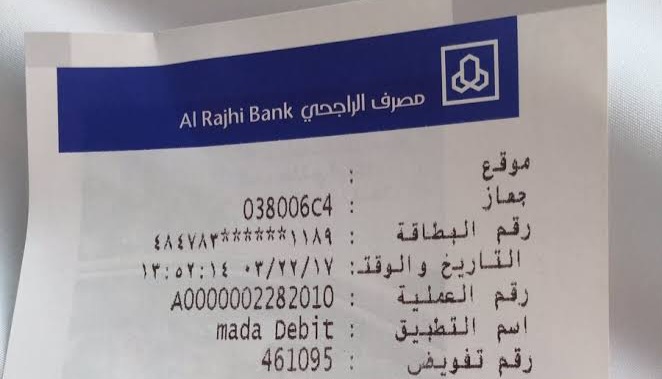 مصرف الراجحي Al Rajhi Bank
موقع :
جهاز : 038006c4
رقم البطاقة : ٤٨٤٧٨٣******١١٨٩
التاريخ والوقت: ٠٣/٢٢/١٧ ١٣:٥٢:١٤
رقم العملية : A0000002282010
اسم التطبيق : mada Debit
رقم تفويض : 461095